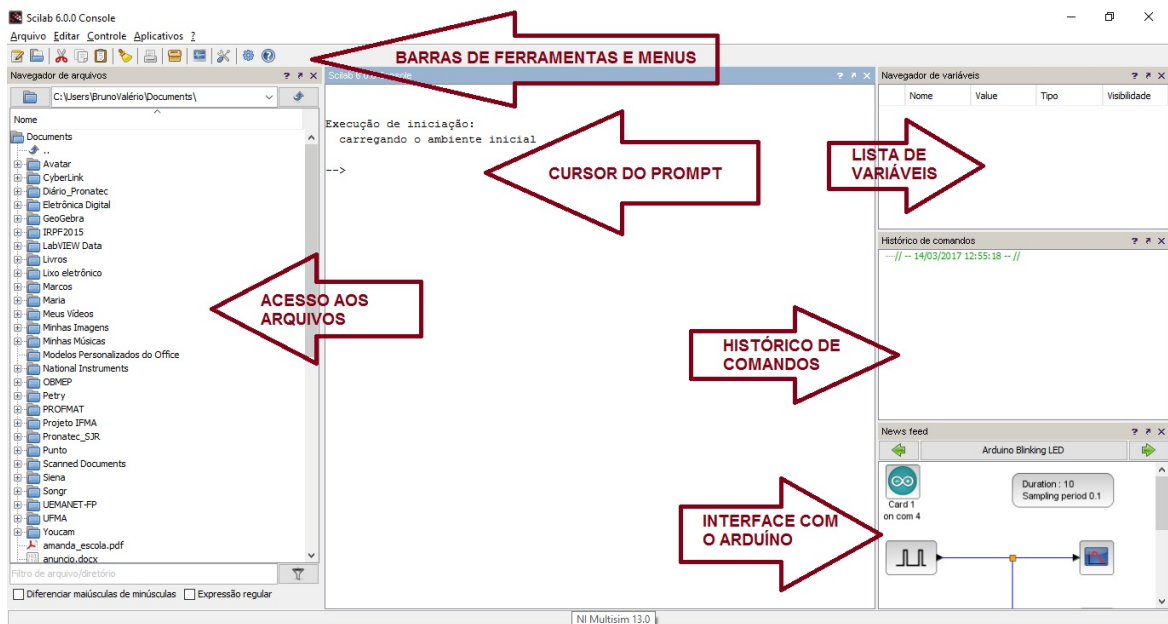 Scilab 6.0.0 Console
Arquivo Editar Controle Aplicativos ?
BARRAS DE FERRAMENTAS E MENUS
Navegador de arquivos
C:\Users\BrunoValério\Documents\
Nome
Documents
..
Avatar
CyberLink
Diário_Pronatec
Eletrônica Digital
GeoGebra
IRPF2015
LabVIEW Data
Livros
Lixo eletrônico
Marcos
Maria
Meus Vídeos
Minhas Imagens
Minhas Músicas
Modelos Personalizados do Office
National Instruments
OBMEP
Petry
PROFMAT
Projeto IFMA
Pronatec_SJR
Punto
Scanned Documents
Siena
Songr
UEMANET-FP
UFMA
Youcam
amanda_escola.pdf
anuncio.docx
Filtro de arquivo/diretório
Diferenciar maiúsculas de minúsculas
Expressão regular
ACESSO AOS
ARQUIVOS
Scilab 6.0.0 Console
Execução de iniciação:
carregando o ambiente inicial
-->
CURSOR DO PROMPT
Navegador de variáveis
Nome Value Tipo Visibilidade
LISTA DE
VARIÁVEIS
Histórico de comandos
// -- 14/03/2017 12:55:18 -- //
HISTÓRICO DE
COMANDOS
News feed
Arduino Blinking LED
Card 1
on com 4
Duration : 10
Sampling period 0.1
INTERFACE COM
O ARDUÍNO
NI Multisim 13.0